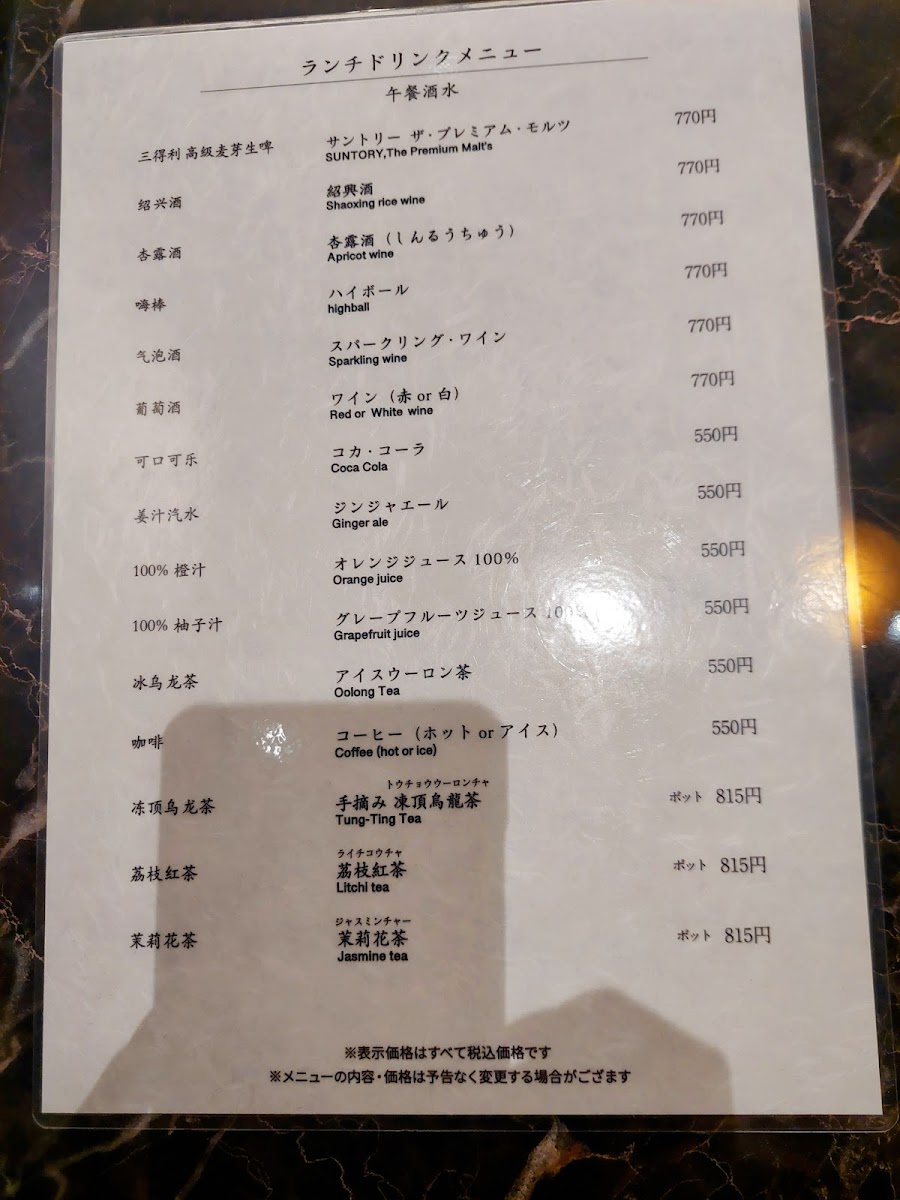 ランチドリンクメニュー
午餐酒水
三得利高级麦芽生啤 サントリー ザ・プレミアム・モルツ 770円
SUNTORY,The Premium Malt's
绍兴酒 紹興酒 770円
Shaoxing rice wine
杏露酒 杏露酒（しんるうちゅう） 770円
Apricot wine
嗨棒 ハイボール 770円
highball
气泡酒 スパークリング・ワイン 770円
Sparkling wine
葡萄酒 ワイン（赤 or 白） 770円
Red or White wine
可口可乐 コカ・コーラ 550円
Coca Cola
姜汁汽水 ジンジャエール 550円
Ginger ale
100% 橙汁 オレンジジュース 100% 550円
Orange juice
100% 柚子汁 グレープフルーツジュース 100% 550円
Grapefruit juice
冰乌龙茶 アイスウーロン茶 550円
Oolong Tea
咖啡 コーヒー（ホット or アイス） 550円
Coffee (hot or ice)
トウチョウウーロンチャ
冻顶乌龙茶 手摘み 凍頂烏龍茶 ポット 815円
Tung-Ting Tea
ライチコウチャ
荔枝紅茶 茘枝紅茶 ポット 815円
Litchi tea
ジャスミンチャー
茉莉花茶 茉莉花茶 ポット 815円
Jasmine tea
※表示価格はすべて税込価格です
※メニューの内容・価格は予告なく変更する場合がござます